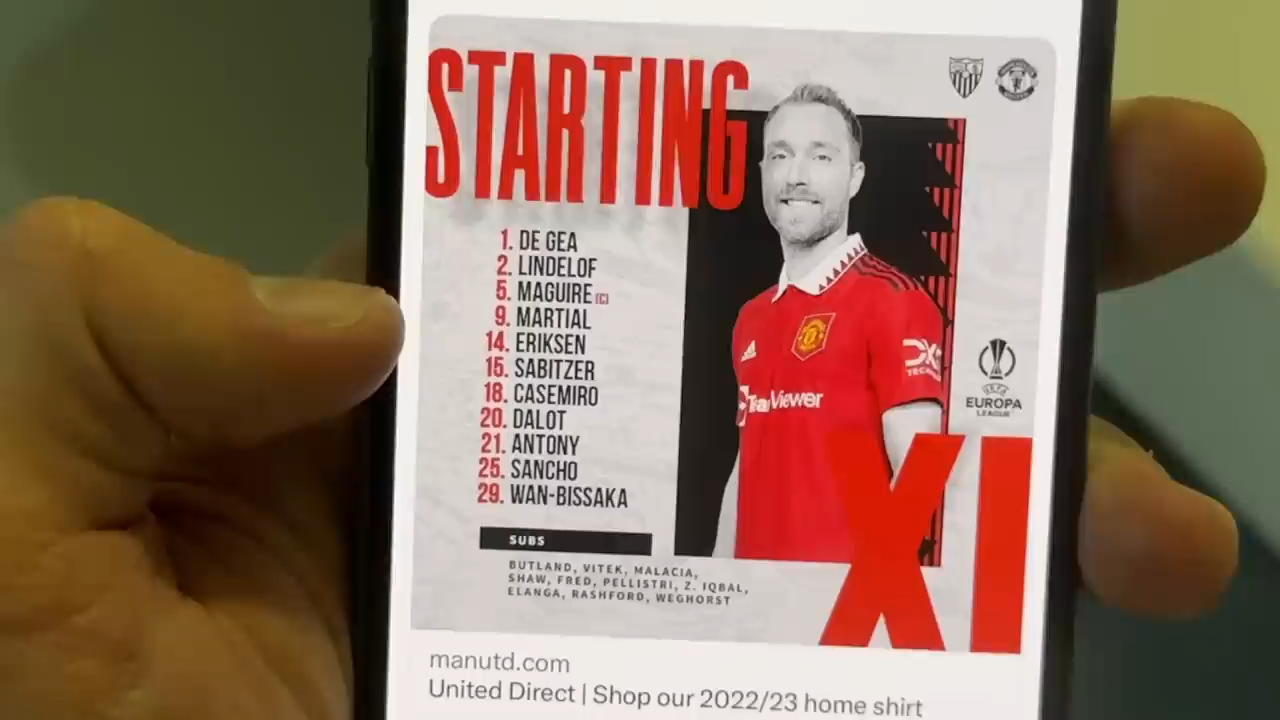 STARTING
1. DE GEA
2. LINDELOF
5. MAGUIRE (C)
9. MARTIAL
14. ERIKSEN
15. SABITZER
18. CASEMIRO
20. DALOT
21. ANTONY
25. SANCHO
29. WAN-BISSAKA
SUBS
BUTLAND, VITEK, MALACIA,
SHAW, FRED, PELLISTRI, Z. IQBAL,
ELANGA, RASHFORD, WEGHORST
TeamViewer
UEFA
EUROPA
LEAGUE
XI
manutd.com
United Direct | Shop our 2022/23 home shirt